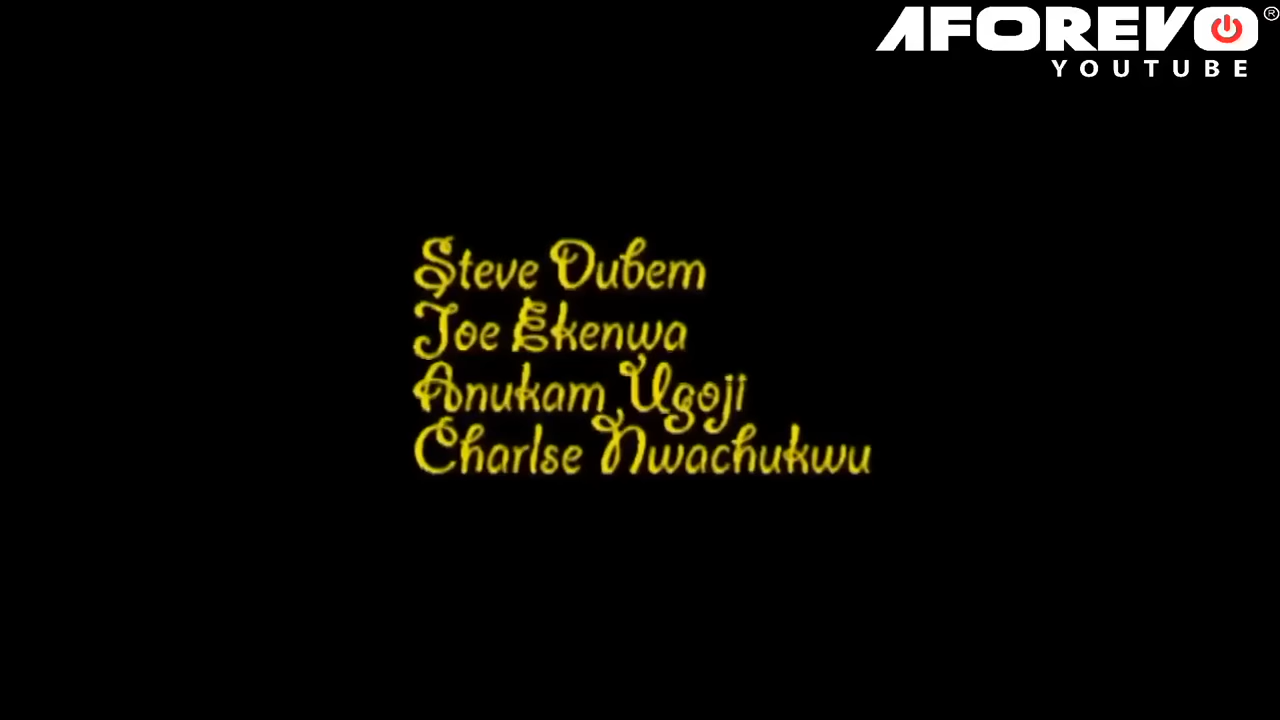 AFOREVO®
YOUTUBE
Steve Dubem
Joe Ekenwa
Anukam Ugoji
Charlse Nwachukwu